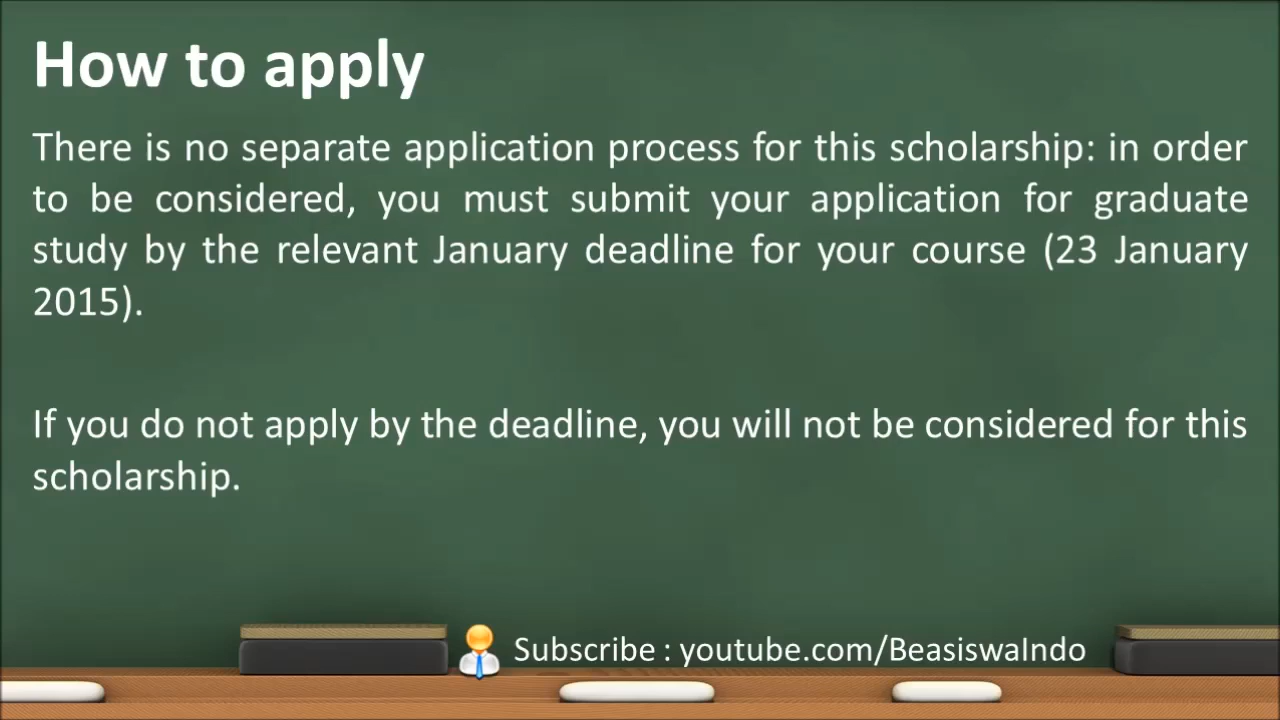 How to apply
There is no separate application process for this scholarship: in order
to be considered, you must submit your application for graduate
study by the relevant January deadline for your course (23 January
2015).
If you do not apply by the deadline, you will not be considered for this
scholarship.
Subscribe : youtube.com/BeasiswaIndo